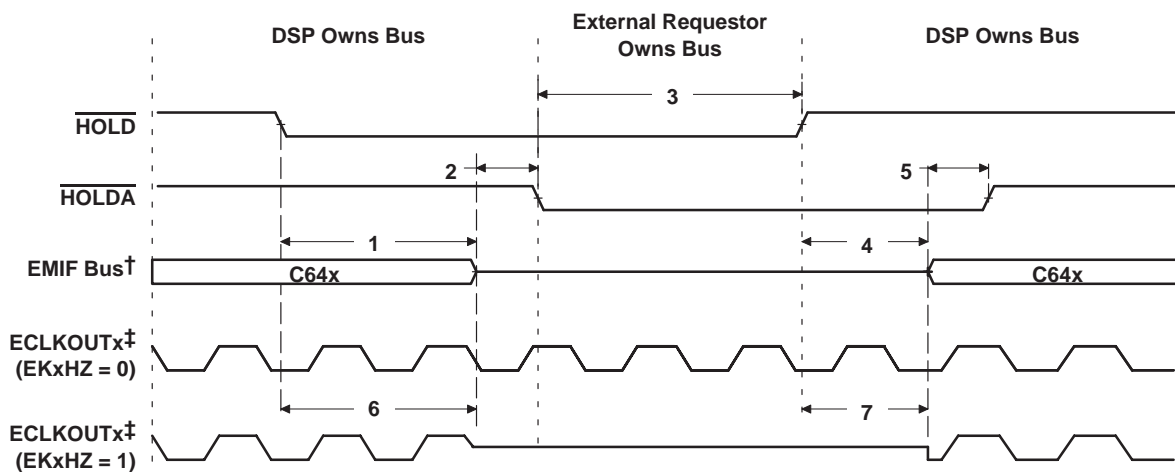 DSP Owns Bus
External Requestor
Owns Bus
DSP Owns Bus
3
HOLD
2
5
HOLDA
1
4
EMIF Bus†
C64x
C64x
ECLKOUTx‡
(EKxHZ = 0)
6
7
ECLKOUTx‡
(EKxHZ = 1)